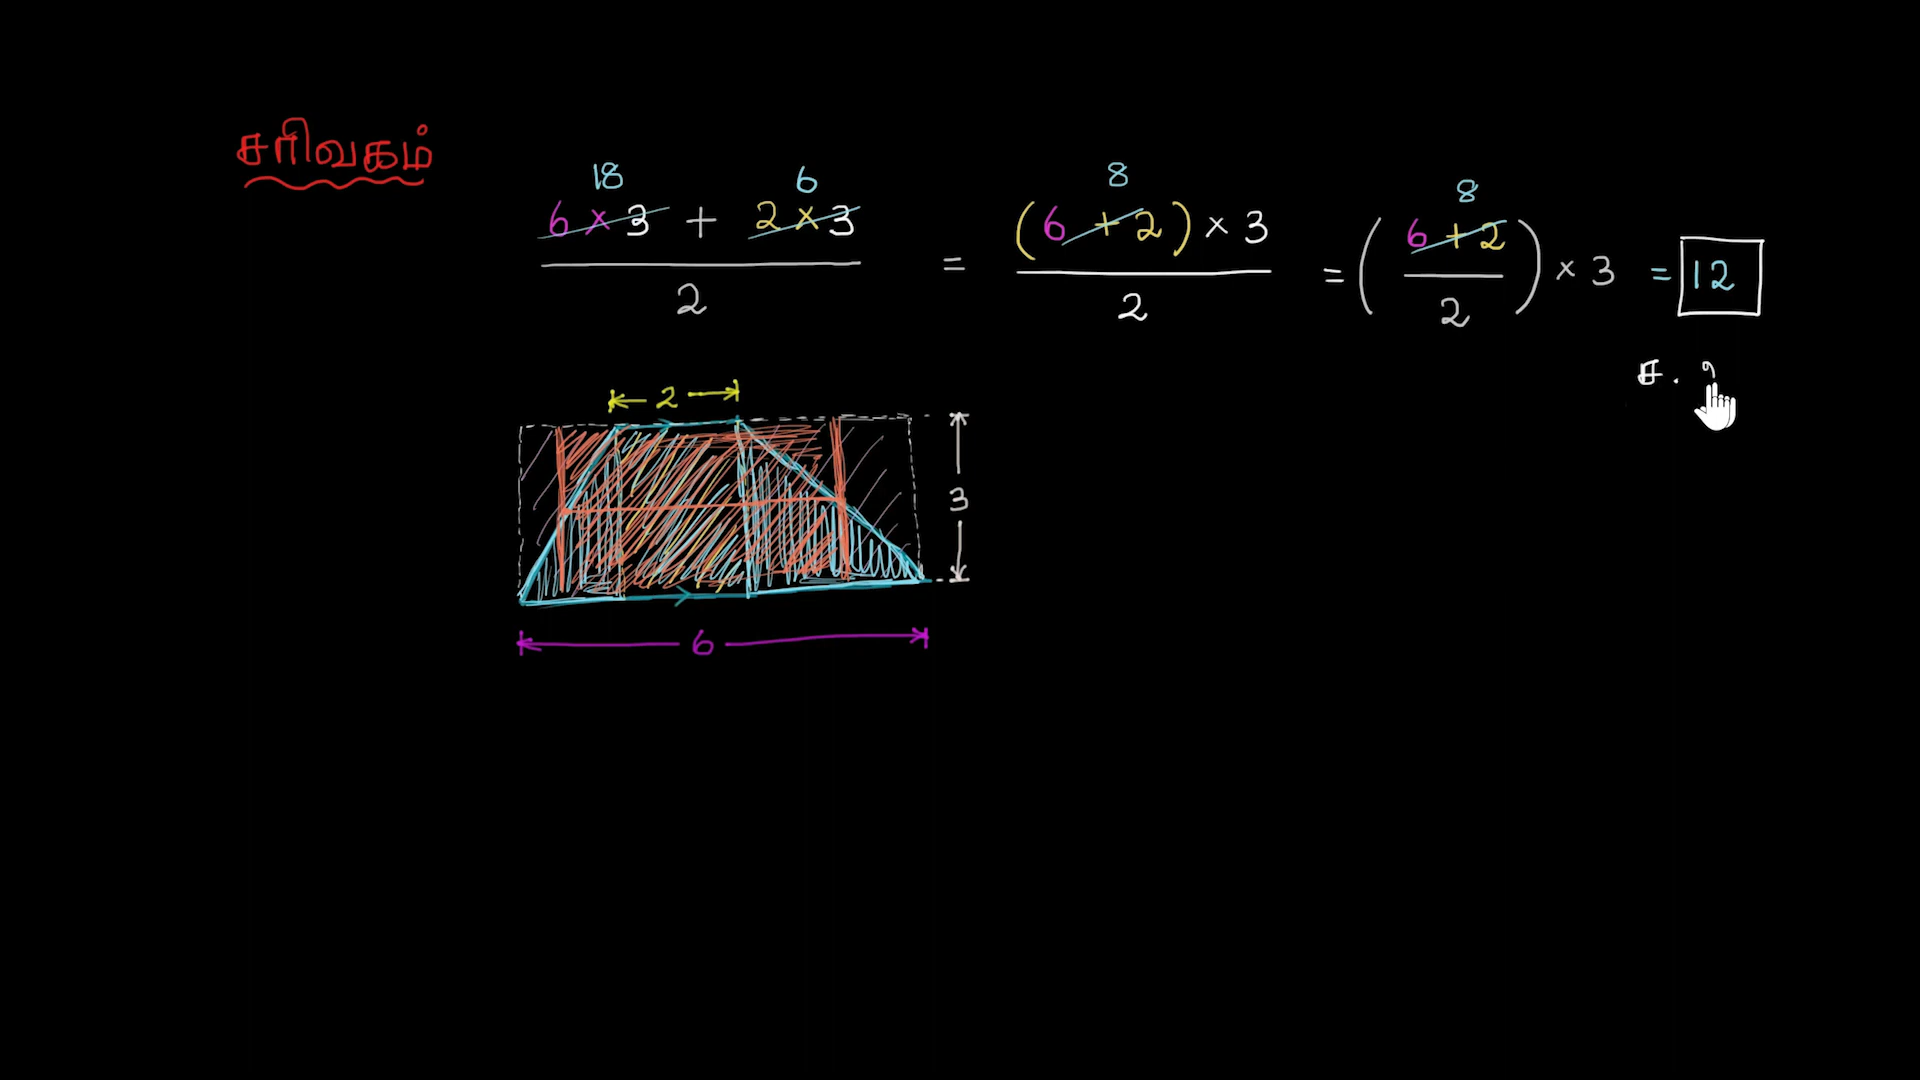 சரிவகம்
18 6 8 8
6 × 3 + 2 × 3 / 2 = (6 + 2) × 3 / 2 = (6 + 2 / 2) × 3 = 12
ச.
2
3
6